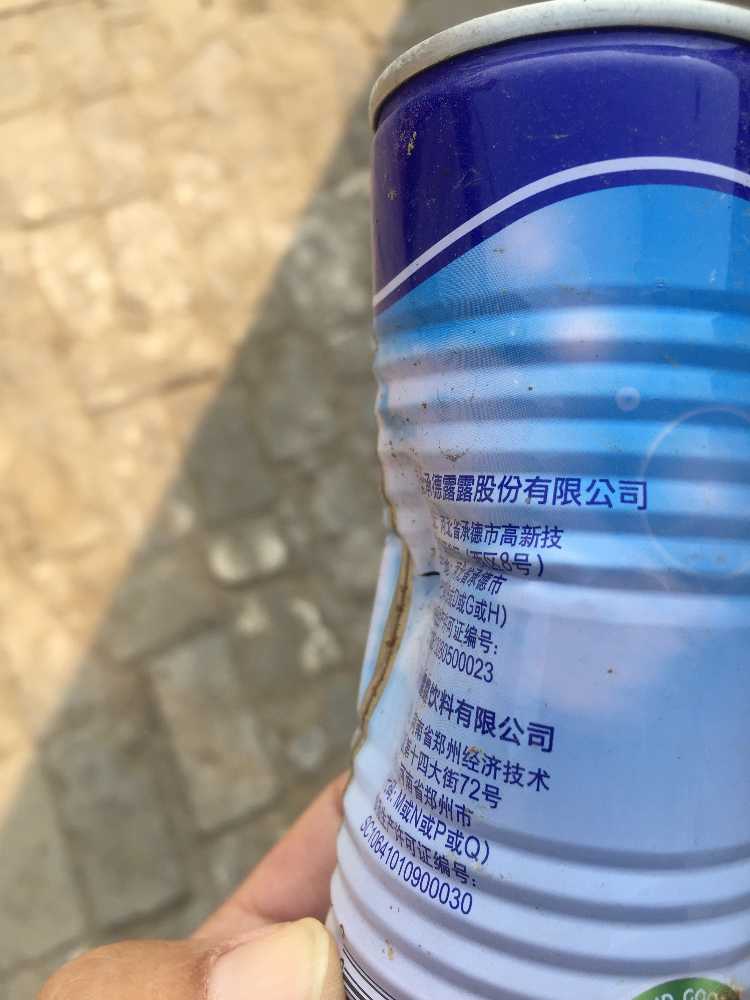 承德露露股份有限公司
河北省承德市高新技
(西区8号)
省承德市
D或G或H)
许可证编号:
080500023
饮料有限公司
河南省郑州经济技术
第十四大街72号
河南省郑州市
M或N或P或Q)
生产许可证编号:
SC10641010900030